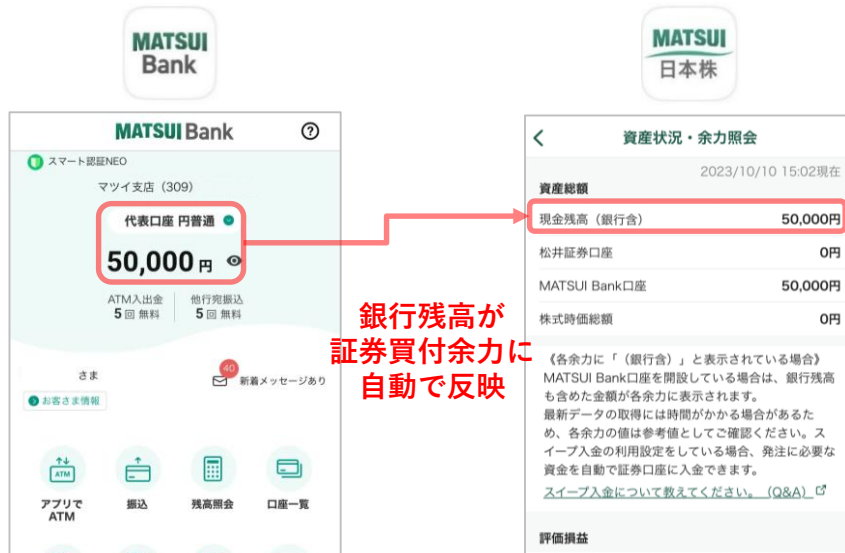 MATSUI
Bank
MATSUI Bank
?
スマート認証NEO
マツイ支店（309）
代表口座 円普通
50,000 円
ATM入出金
5回 無料
他行宛振込
5回 無料
さま
40
新着メッセージあり
お客さま情報
ATM
アプリで
ATM
振込
残高照会
口座一覧
銀行残高が
証券買付余力に
自動で反映
MATSUI
日本株
資産状況・余力照会
2023/10/10 15:02現在
資産総額
現金残高（銀行含） 50,000円
松井証券口座 0円
MATSUI Bank口座 50,000円
株式時価総額 0円
《各余力に「（銀行含）」と表示されている場合》
MATSUI Bank口座を開設している場合は、銀行残高
も含めた金額が各余力に表示されます。
最新データの取得には時間がかかる場合があるた
め、各余力の値は参考値としてご確認ください。ス
イープ入金の利用設定をしている場合、発注に必要な
資金を自動で証券口座に入金できます。
スイープ入金について教えてください。（Q&A）
評価損益